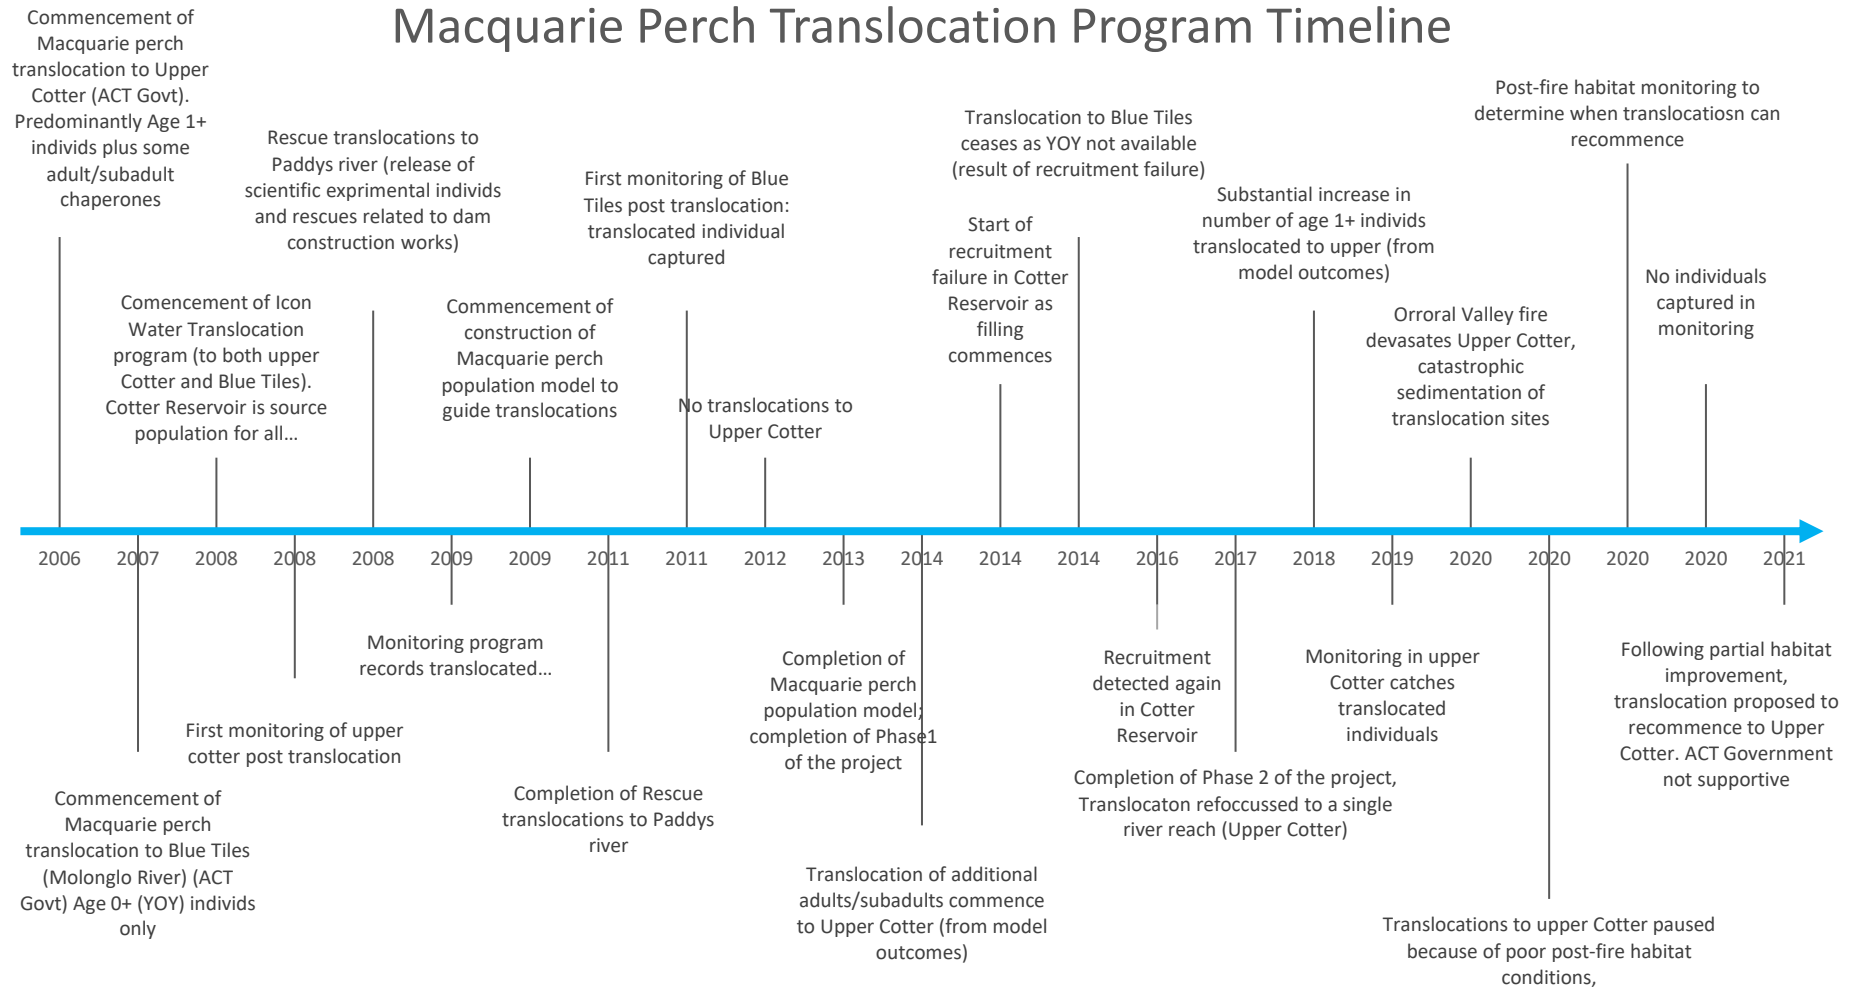 Macquarie Perch Translocation Program Timeline
Commencement of
Macquarie perch
translocation to Upper
Cotter (ACT Govt).
Predominantly Age 1+
individs plus some
adult/subadult
chaperones
Comencement of Icon
Water Translocation
program (to both upper
Cotter and Blue Tiles).
Cotter Reservoir is source
population for all...
Rescue translocations to
Paddys river (release of
scientific exprimental individs
and rescues related to dam
construction works)
Commencement of
construction of
Macquarie perch
population model to
guide translocations
First monitoring of Blue
Tiles post translocation:
translocated individual
captured
No translocations to
Upper Cotter
Start of
recruitment
failure in Cotter
Reservoir as
filling
commences
Translocation to Blue Tiles
ceases as YOY not available
(result of recruitment failure)
Substantial increase in
number of age 1+ individs
translocated to upper (from
model outcomes)
Orroral Valley fire
devasates Upper Cotter,
catastrophic
sedimentation of
translocation sites
Post-fire habitat monitoring to
determine when translocatiosn can
recommence
No individuals
captured in
monitoring
2006 2007 2008 2008 2008 2009 2009 2011 2011 2012 2013 2014 2014 2014 2016 2017 2018 2019 2020 2020 2020 2020 2021
Commencement of
Macquarie perch
translocation to Blue Tiles
(Molonglo River) (ACT
Govt) Age 0+ (YOY) individs
only
First monitoring of upper
cotter post translocation
Monitoring program
records translocated...
Completion of Rescue
translocations to Paddys
river
Completion of
Macquarie perch
population model;
completion of Phase1
of the project
Translocation of additional
adults/subadults commence
to Upper Cotter (from model
outcomes)
Recruitment
detected again
in Cotter
Reservoir
Completion of Phase 2 of the project,
Translocaton refoccussed to a single
river reach (Upper Cotter)
Monitoring in upper
Cotter catches
translocated
individuals
Translocations to upper Cotter paused
because of poor post-fire habitat
conditions,
Following partial habitat
improvement,
translocation proposed to
recommence to Upper
Cotter. ACT Government
not supportive